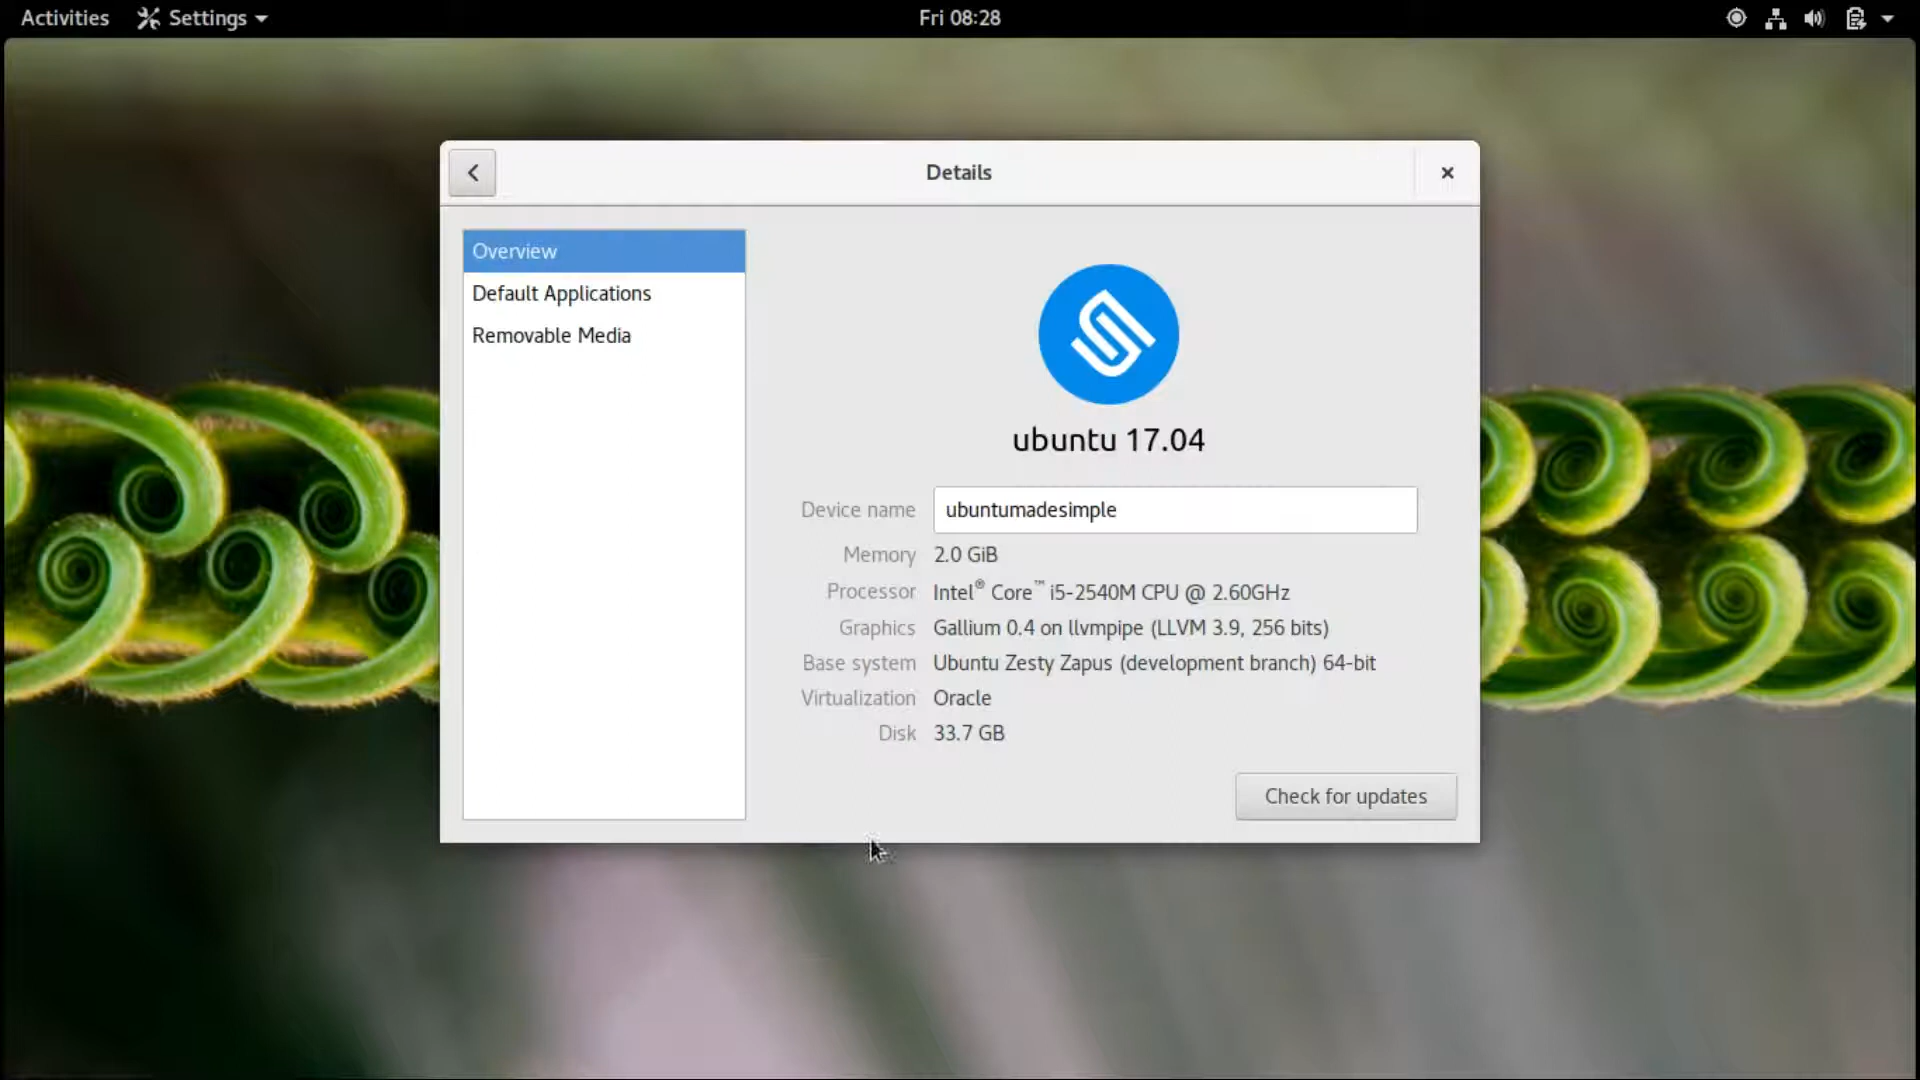 Activities Settings Fri 08:28
Details
Overview
Default Applications
Removable Media
ubuntu 17.04
Device name ubuntumadesimple
Memory 2.0 GiB
Processor Intel® Core™ i5-2540M CPU @ 2.60GHz
Graphics Gallium 0.4 on llvmpipe (LLVM 3.9, 256 bits)
Base system Ubuntu Zesty Zapus (development branch) 64-bit
Virtualization Oracle
Disk 33.7 GB
Check for updates